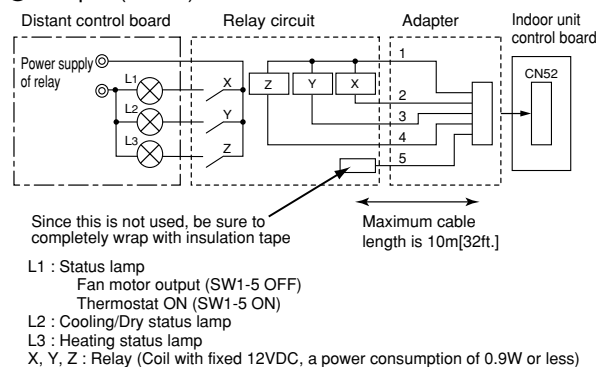 Distant control board
Relay circuit
Adapter
Indoor unit
control board
Power supply
of relay
L1
L2
L3
X
Y
Z
Z
Y
X
1
2
3
4
5
CN52
Since this is not used, be sure to
completely wrap with insulation tape
Maximum cable
length is 10m[32ft.]
L1 : Status lamp
Fan motor output (SW1-5 OFF)
Thermostat ON (SW1-5 ON)
L2 : Cooling/Dry status lamp
L3 : Heating status lamp
X, Y, Z : Relay (Coil with fixed 12VDC, a power consumption of 0.9W or less)